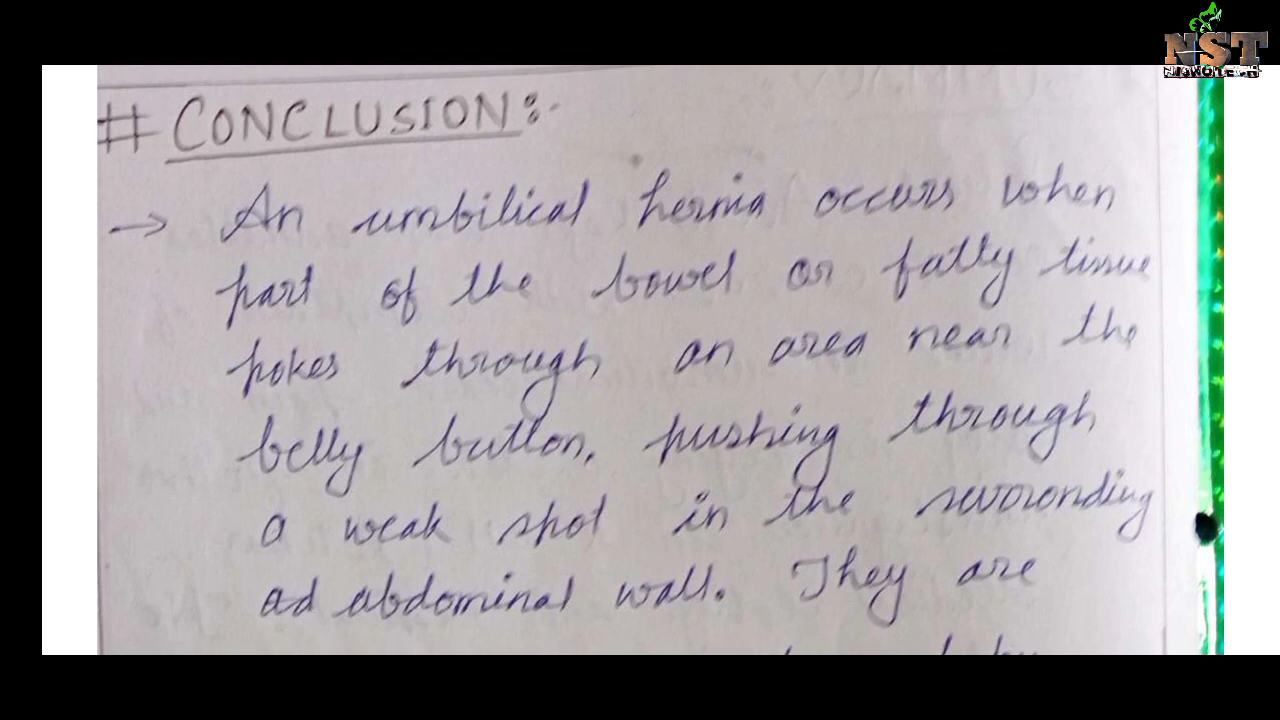 NST
# CONCLUSION:-
→ An umbilical hernia occurs when
part of the bowel or fatty tissue
pokes through an area near the
belly button, pushing through
a weak spot in the
ad abdominal wall. They are